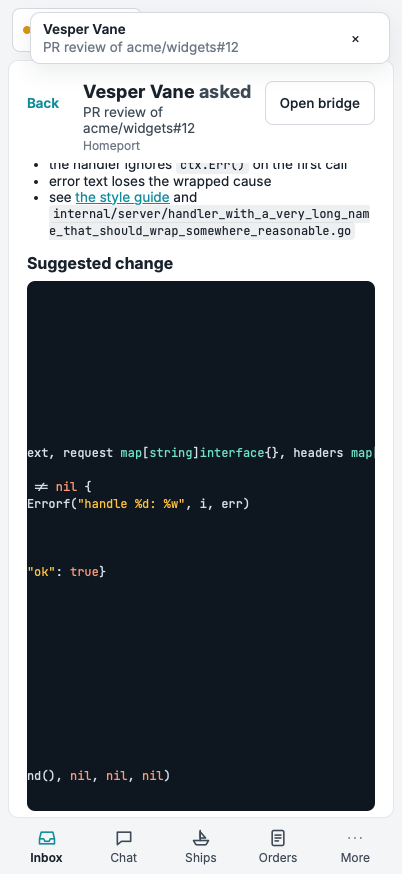 Vesper Vane
PR review of acme/widgets#12
×
Back
Vesper Vane asked
PR review of
acme/widgets#12
Homeport
Open bridge
• the handler ignores ctx.Err() on the first call
• error text loses the wrapped cause
• see the style guide and
internal/server/handler_with_a_very_long_nam
e_that_should_wrap_somewhere_reasonable.go
Suggested change
ext, request map[string]interface{}, headers map[
≠ nil {
Errorf("handle %d: %w", i, err)
"ok": true}
nd(), nil, nil, nil)
Inbox
Chat
Ships
Orders
More